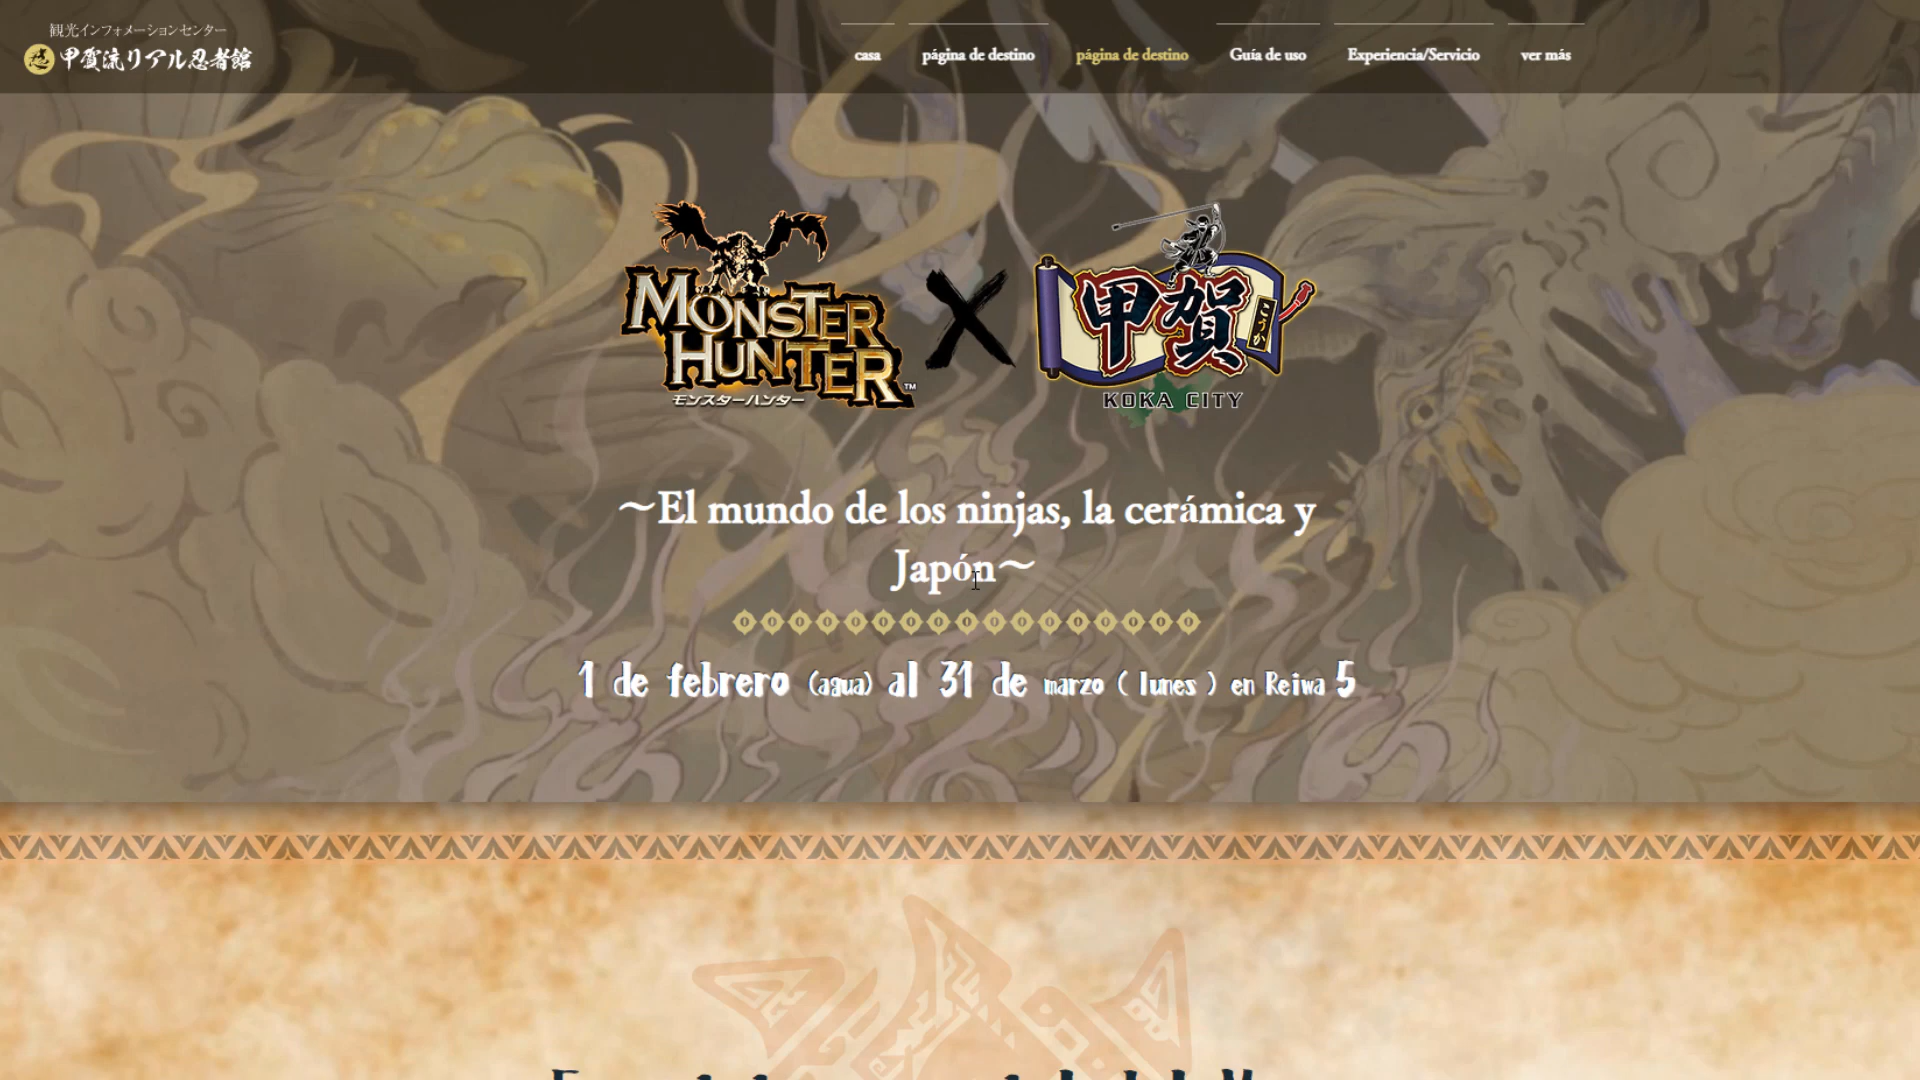 観光インフォメーションセンター
甲賀流リアル忍者館
casa
página de destino
página de destino
Guía de uso
Experiencia/Servicio
ver más
MONSTER
HUNTER™
モンスターハンター
X
甲賀
こうか
KOKA CITY
～El mundo de los ninjas, la cerámica y
Japón～
1 de febrero (agua) al 31 de marzo ( lunes ) en Reiwa 5